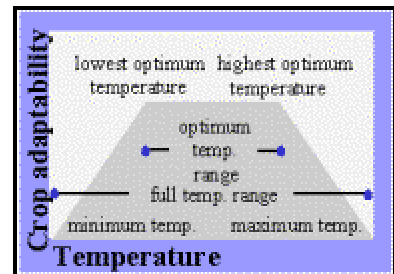 Crop adaptability
lowest optimum highest optimum
temperature temperature
optimum
temp.
range
full temp. range
minimum temp. maximum temp.
Temperature